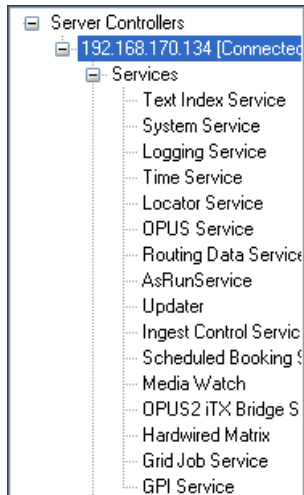 Server Controllers
192.168.170.134 [Connected
Services
Text Index Service
System Service
Logging Service
Time Service
Locator Service
OPUS Service
Routing Data Service
AsRunService
Updater
Ingest Control Servic
Scheduled Booking S
Media Watch
OPUS2 iTX Bridge S
Hardwired Matrix
Grid Job Service
GPI Service